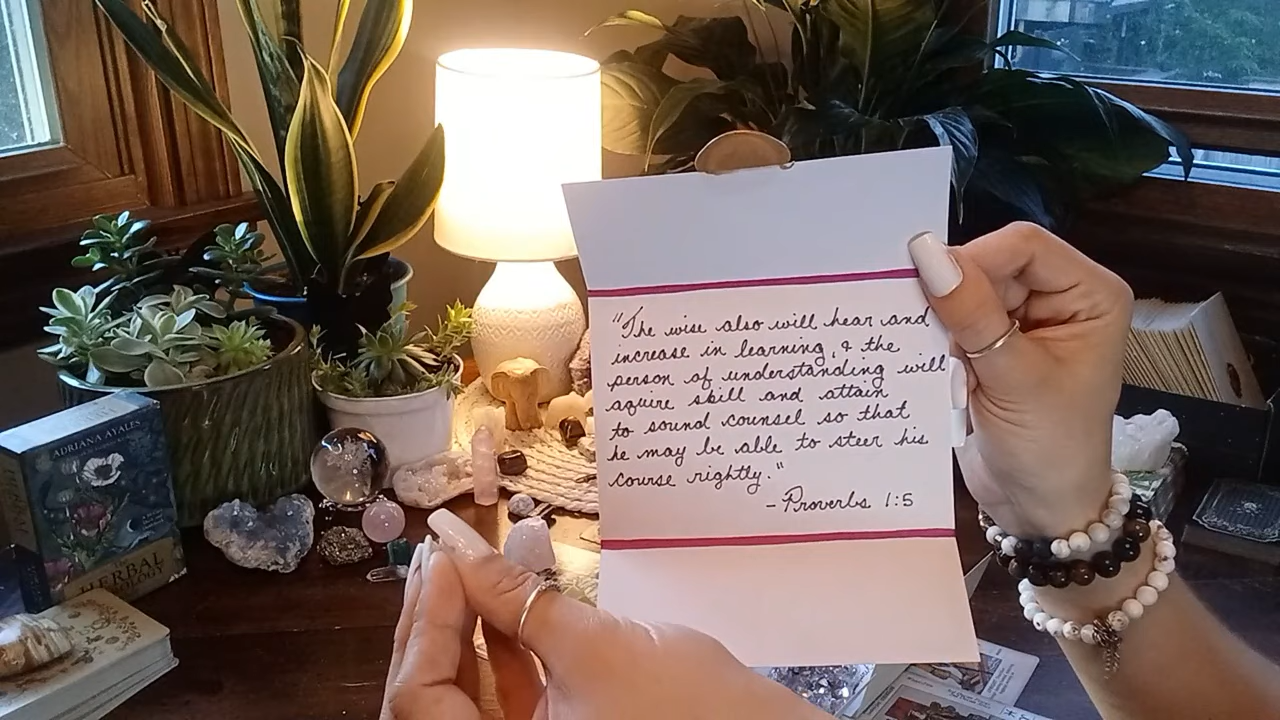 "The wise also will hear and
increase in learning, & the
person of understanding will
aquire skill and attain
to sound counsel so that
he may be able to steer his
course rightly."
- Proverbs 1:5
ADRIANA AYALES
HERBAL